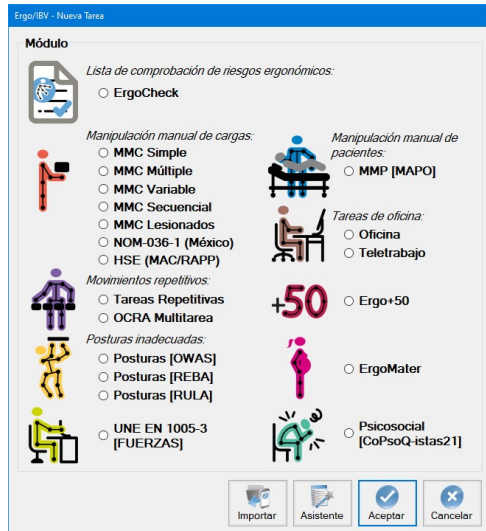 Ergo/IBV - Nueva Tarea
Módulo
Lista de comprobación de riesgos ergonómicos:
ErgoCheck
Manipulación manual de cargas:
MMC Simple
MMC Múltiple
MMC Variable
MMC Secuencial
MMC Lesionados
NOM-036-1 (México)
HSE (MAC/RAPP)
Movimientos repetitivos:
Tareas Repetitivas
OCRA Multitarea
Posturas inadecuadas:
Posturas [OWAS]
Posturas [REBA]
Posturas [RULA]
UNE EN 1005-3
[FUERZAS]
Manipulación manual de
pacientes:
MMP [MAPO]
Tareas de oficina:
Oficina
Teletrabajo
+50
Ergo+50
ErgoMater
Psicosocial
[CoPsoQ-istas21]
Importar
Asistente
Aceptar
Cancelar